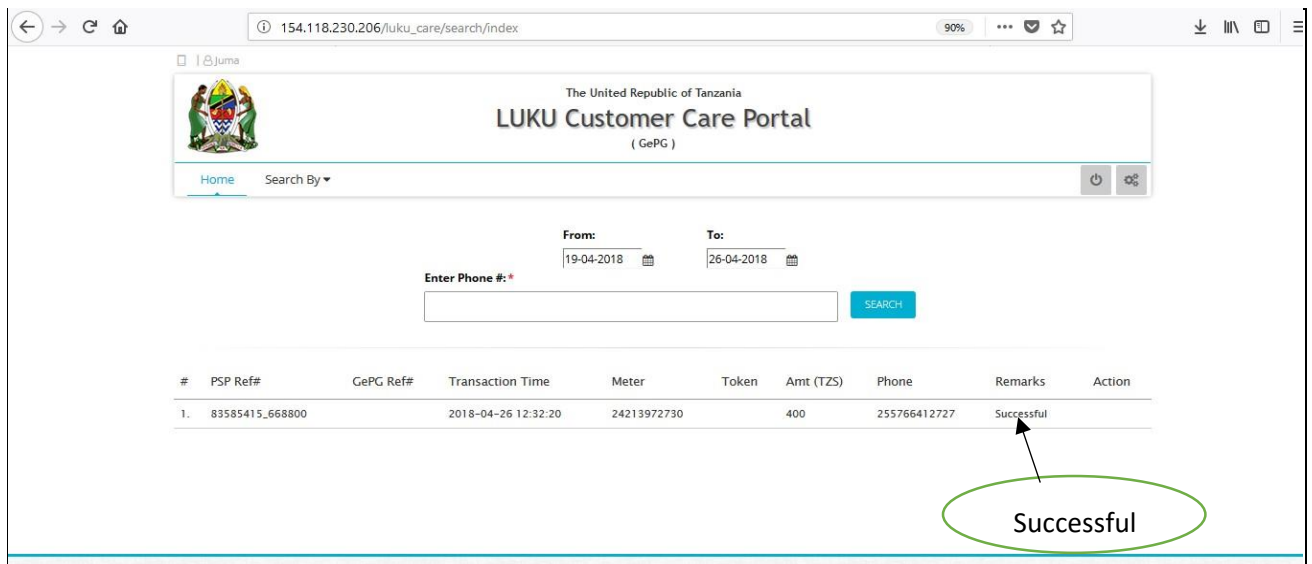 154.118.230.206/luku_care/search/index 90%
| Juma
The United Republic of Tanzania
LUKU Customer Care Portal
( GePG )
Home Search By
From: To:
19-04-2018 26-04-2018
Enter Phone #:*
SEARCH
# PSP Ref# GePG Ref# Transaction Time Meter Token Amt (TZS) Phone Remarks Action
1. 83585415_668800 2018-04-26 12:32:20 24213972730 400 255766412727 Successful
Successful